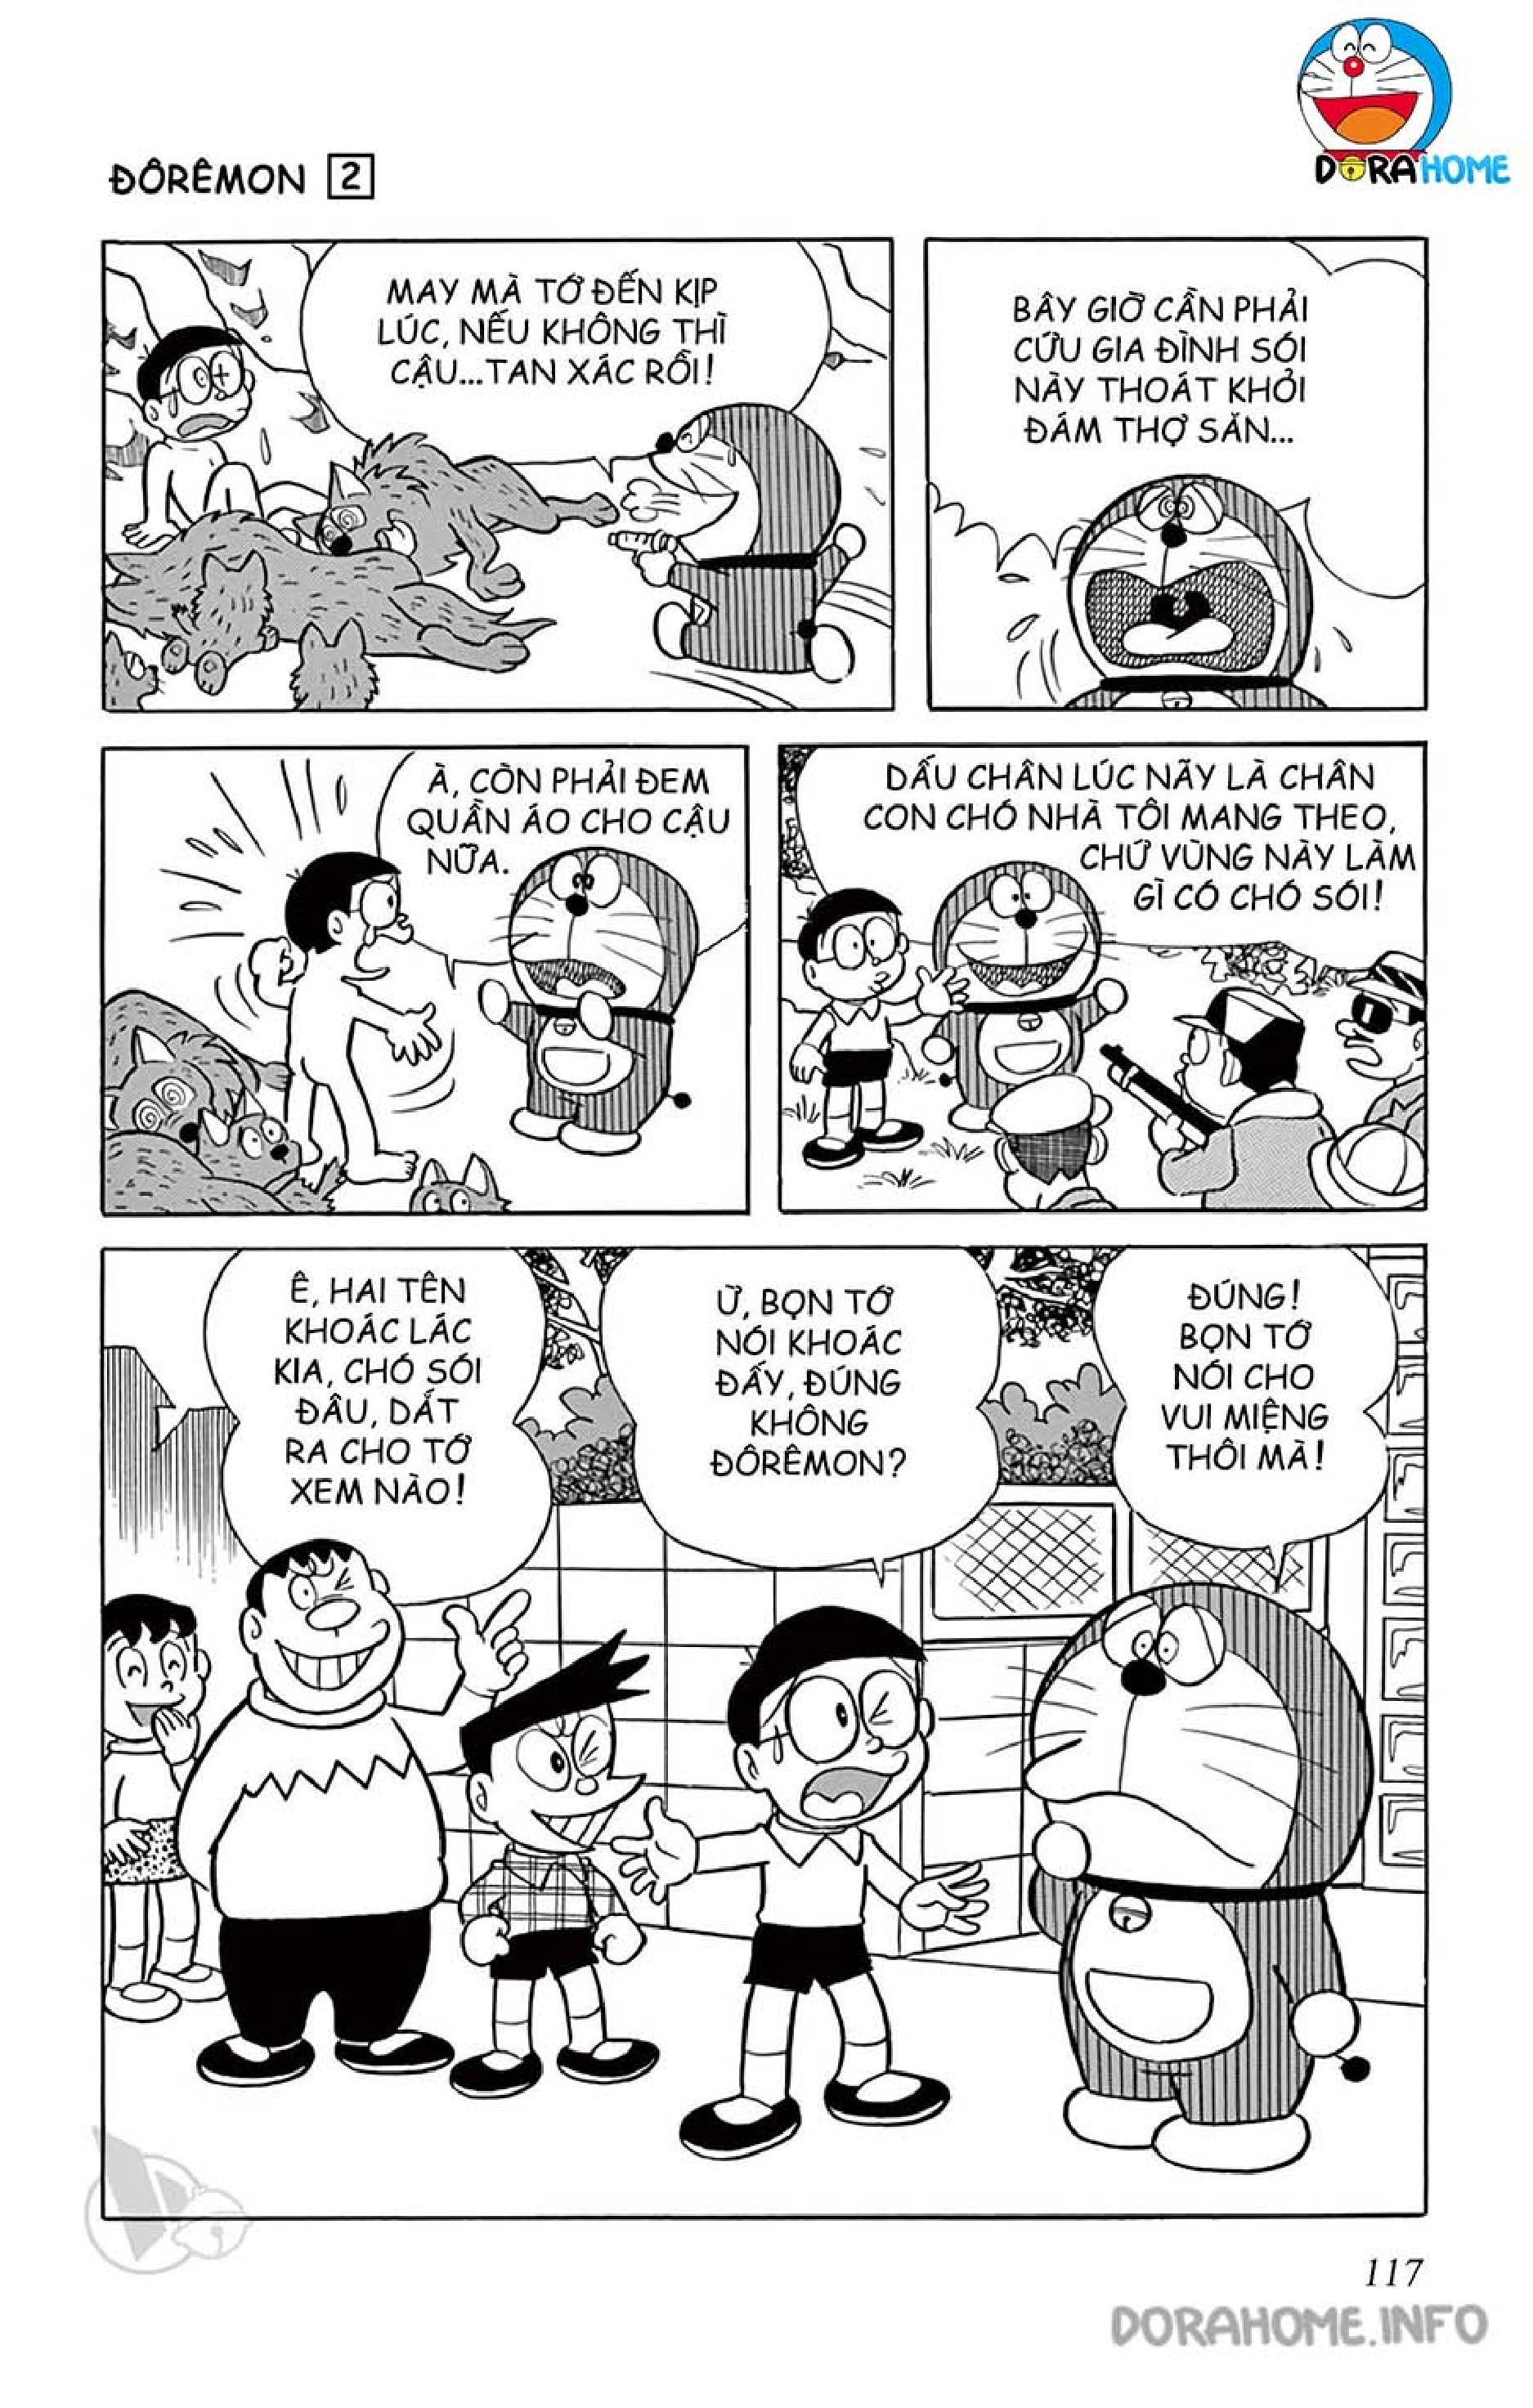 DORAHOME
ĐÔRÊMON 2
MAY MÀ TỚ ĐẾN KỊP
LÚC, NẾU KHÔNG THÌ
CẬU...TAN XÁC RỒI!
BÂY GIỜ CẦN PHẢI
CỨU GIA ĐÌNH SÓI
NÀY THOÁT KHỎI
ĐÁM THỢ SĂN...
À, CÒN PHẢI ĐEM
QUẦN ÁO CHO CẬU
NỮA.
DẤU CHÂN LÚC NÃY LÀ CHÂN
CON CHÓ NHÀ TÔI MANG THEO,
CHỨ VÙNG NÀY LÀM
GÌ CÓ CHÓ SÓI!
Ê, HAI TÊN
KHOÁC LÁC
KIA, CHÓ SÓI
ĐÂU, DẮT
RA CHO TỚ
XEM NÀO!
Ừ, BỌN TỚ
NÓI KHOÁC
ĐẤY, ĐÚNG
KHÔNG
ĐÔRÊMON?
ĐÚNG!
BỌN TỚ
NÓI CHO
VUI MIỆNG
THÔI MÀ!
117
DORAHOME.INFO